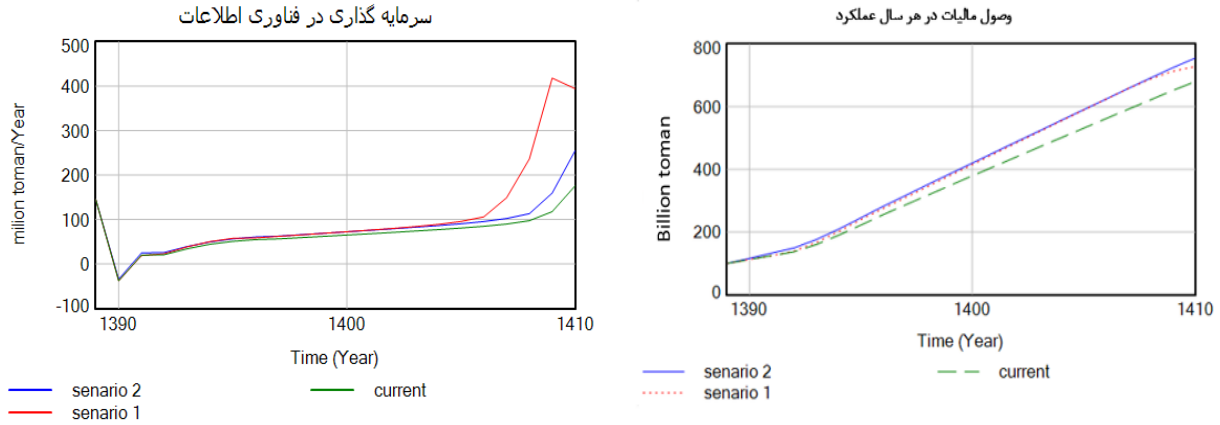 سرمایه گذاری در فناوری اطلاعات
500
400
300
200
100
0
-100
milion toman/Year
1390
1400
1410
Time (Year)
senario 2
current
senario 1
وصول مالیات در هر سال عملکرد
800
600
400
200
0
Billion toman
1390
1400
1410
Time (Year)
senario 2
current
senario 1